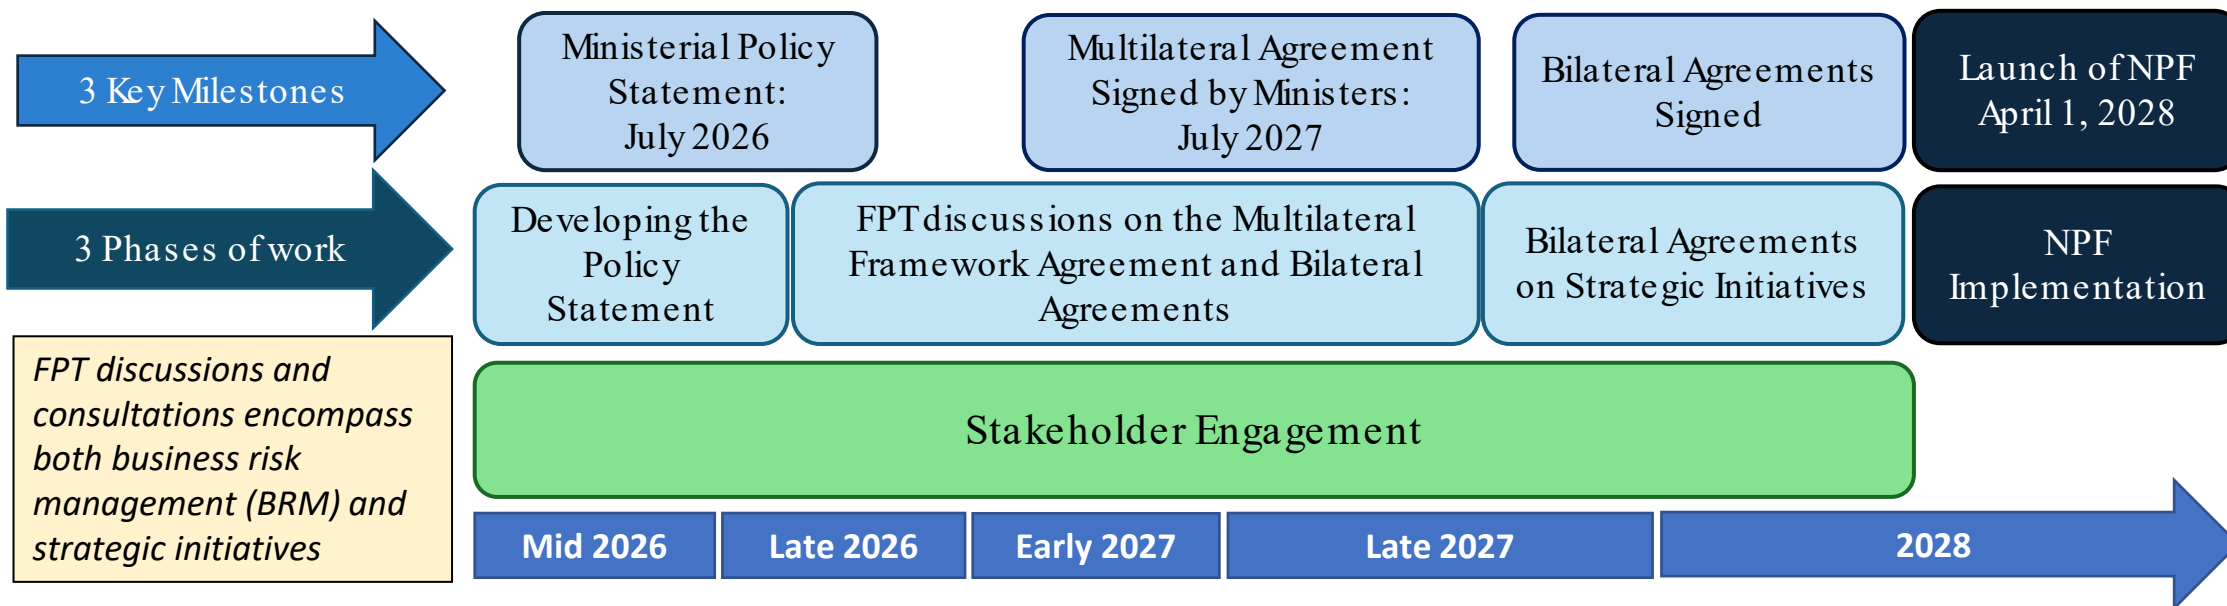 3 Key Milestones
Ministerial Policy
Statement:
July 2026
Multilateral Agreement
Signed by Ministers:
July 2027
Bilateral Agreements
Signed
Launch of NPF
April 1, 2028
3 Phases of work
Developing the
Policy
Statement
FPT discussions on the Multilateral
Framework Agreement and Bilateral
Agreements
Bilateral Agreements
on Strategic Initiatives
NPF
Implementation
FPT discussions and
consultations encompass
both business risk
management (BRM) and
strategic initiatives
Stakeholder Engagement
Mid 2026
Late 2026
Early 2027
Late 2027
2028